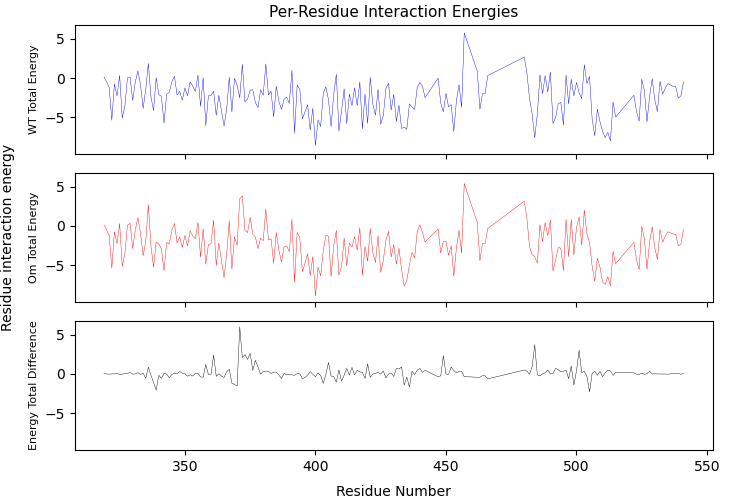 Per-Residue Interaction Energies
Residue interaction energy
WT Total Energy
5
0
−5
Om Total Energy
5
0
−5
Energy Total Difference
5
0
−5
350 400 450 500 550
Residue Number